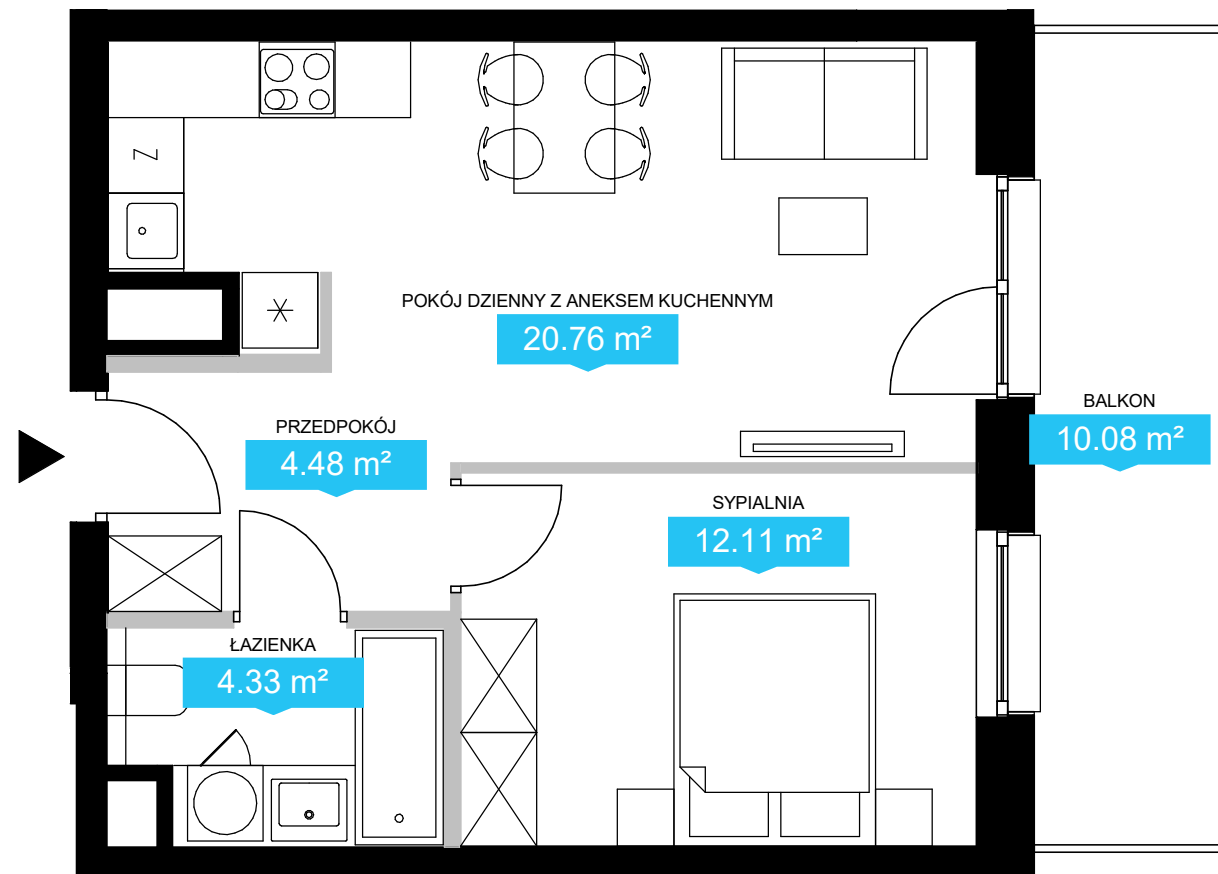 Z
POKÓJ DZIENNY Z ANEKSEM KUCHENNYM
20.76 m²
PRZEDPOKÓJ
4.48 m²
BALKON
10.08 m²
SYPIALNIA
12.11 m²
ŁAZIENKA
4.33 m²